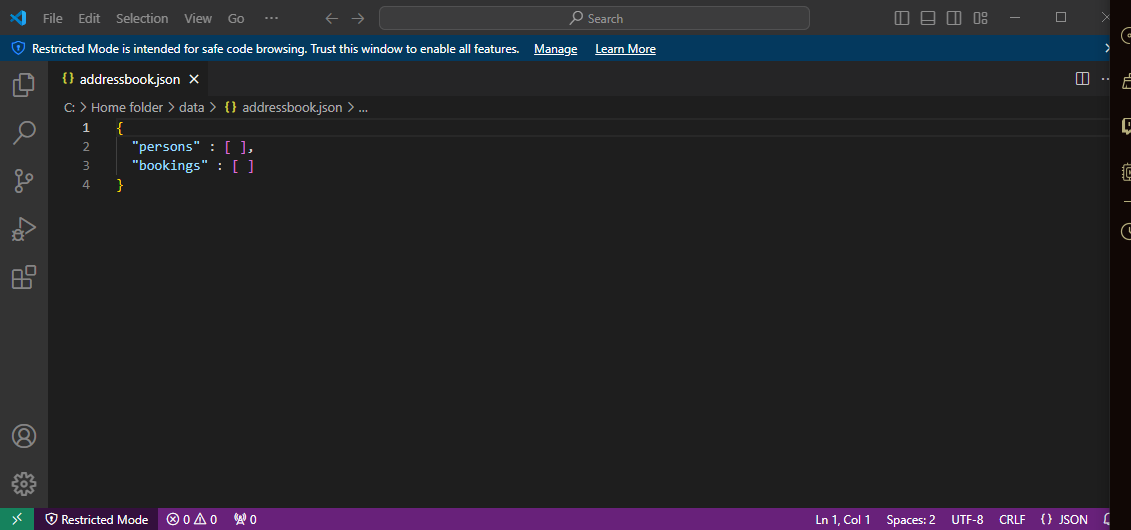 File Edit Selection View Go ··· Search
Restricted Mode is intended for safe code browsing. Trust this window to enable all features. Manage Learn More
{} addressbook.json
C: > Home folder > data > {} addressbook.json > ...
1 {
2 "persons" : [ ],
3 "bookings" : [ ]
4 }
Restricted Mode 0 0 0 Ln 1, Col 1 Spaces: 2 UTF-8 CRLF {} JSON